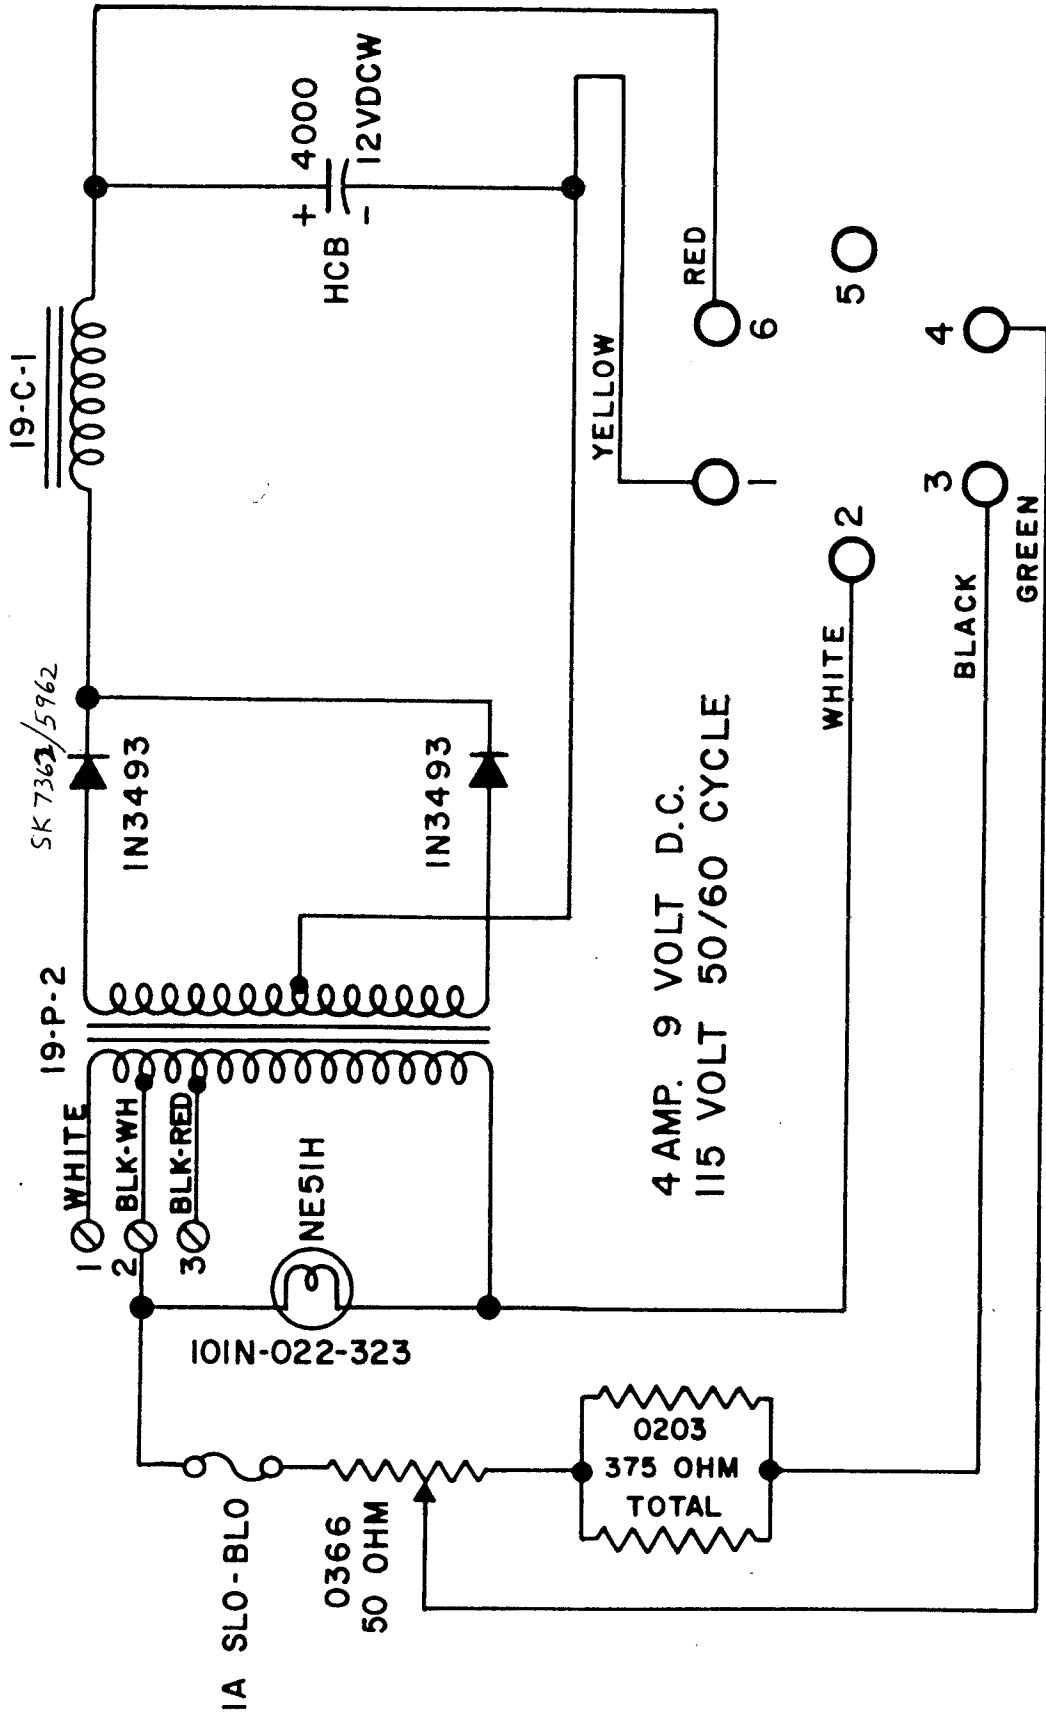 19-C-1
4000
+
-
12VDCW
HCB
SK 7362/5962
1N3493
1N3493
19-P-2
WHITE
BLK-WH
BLK-RED
1
2
3
NE51H
101N-022-323
1A SLO-BLO
0366
50 OHM
0203
375 OHM
TOTAL
4 AMP. 9 VOLT D.C.
115 VOLT 50/60 CYCLE
YELLOW
RED
WHITE
BLACK
GREEN
1
2
3
4
5
6